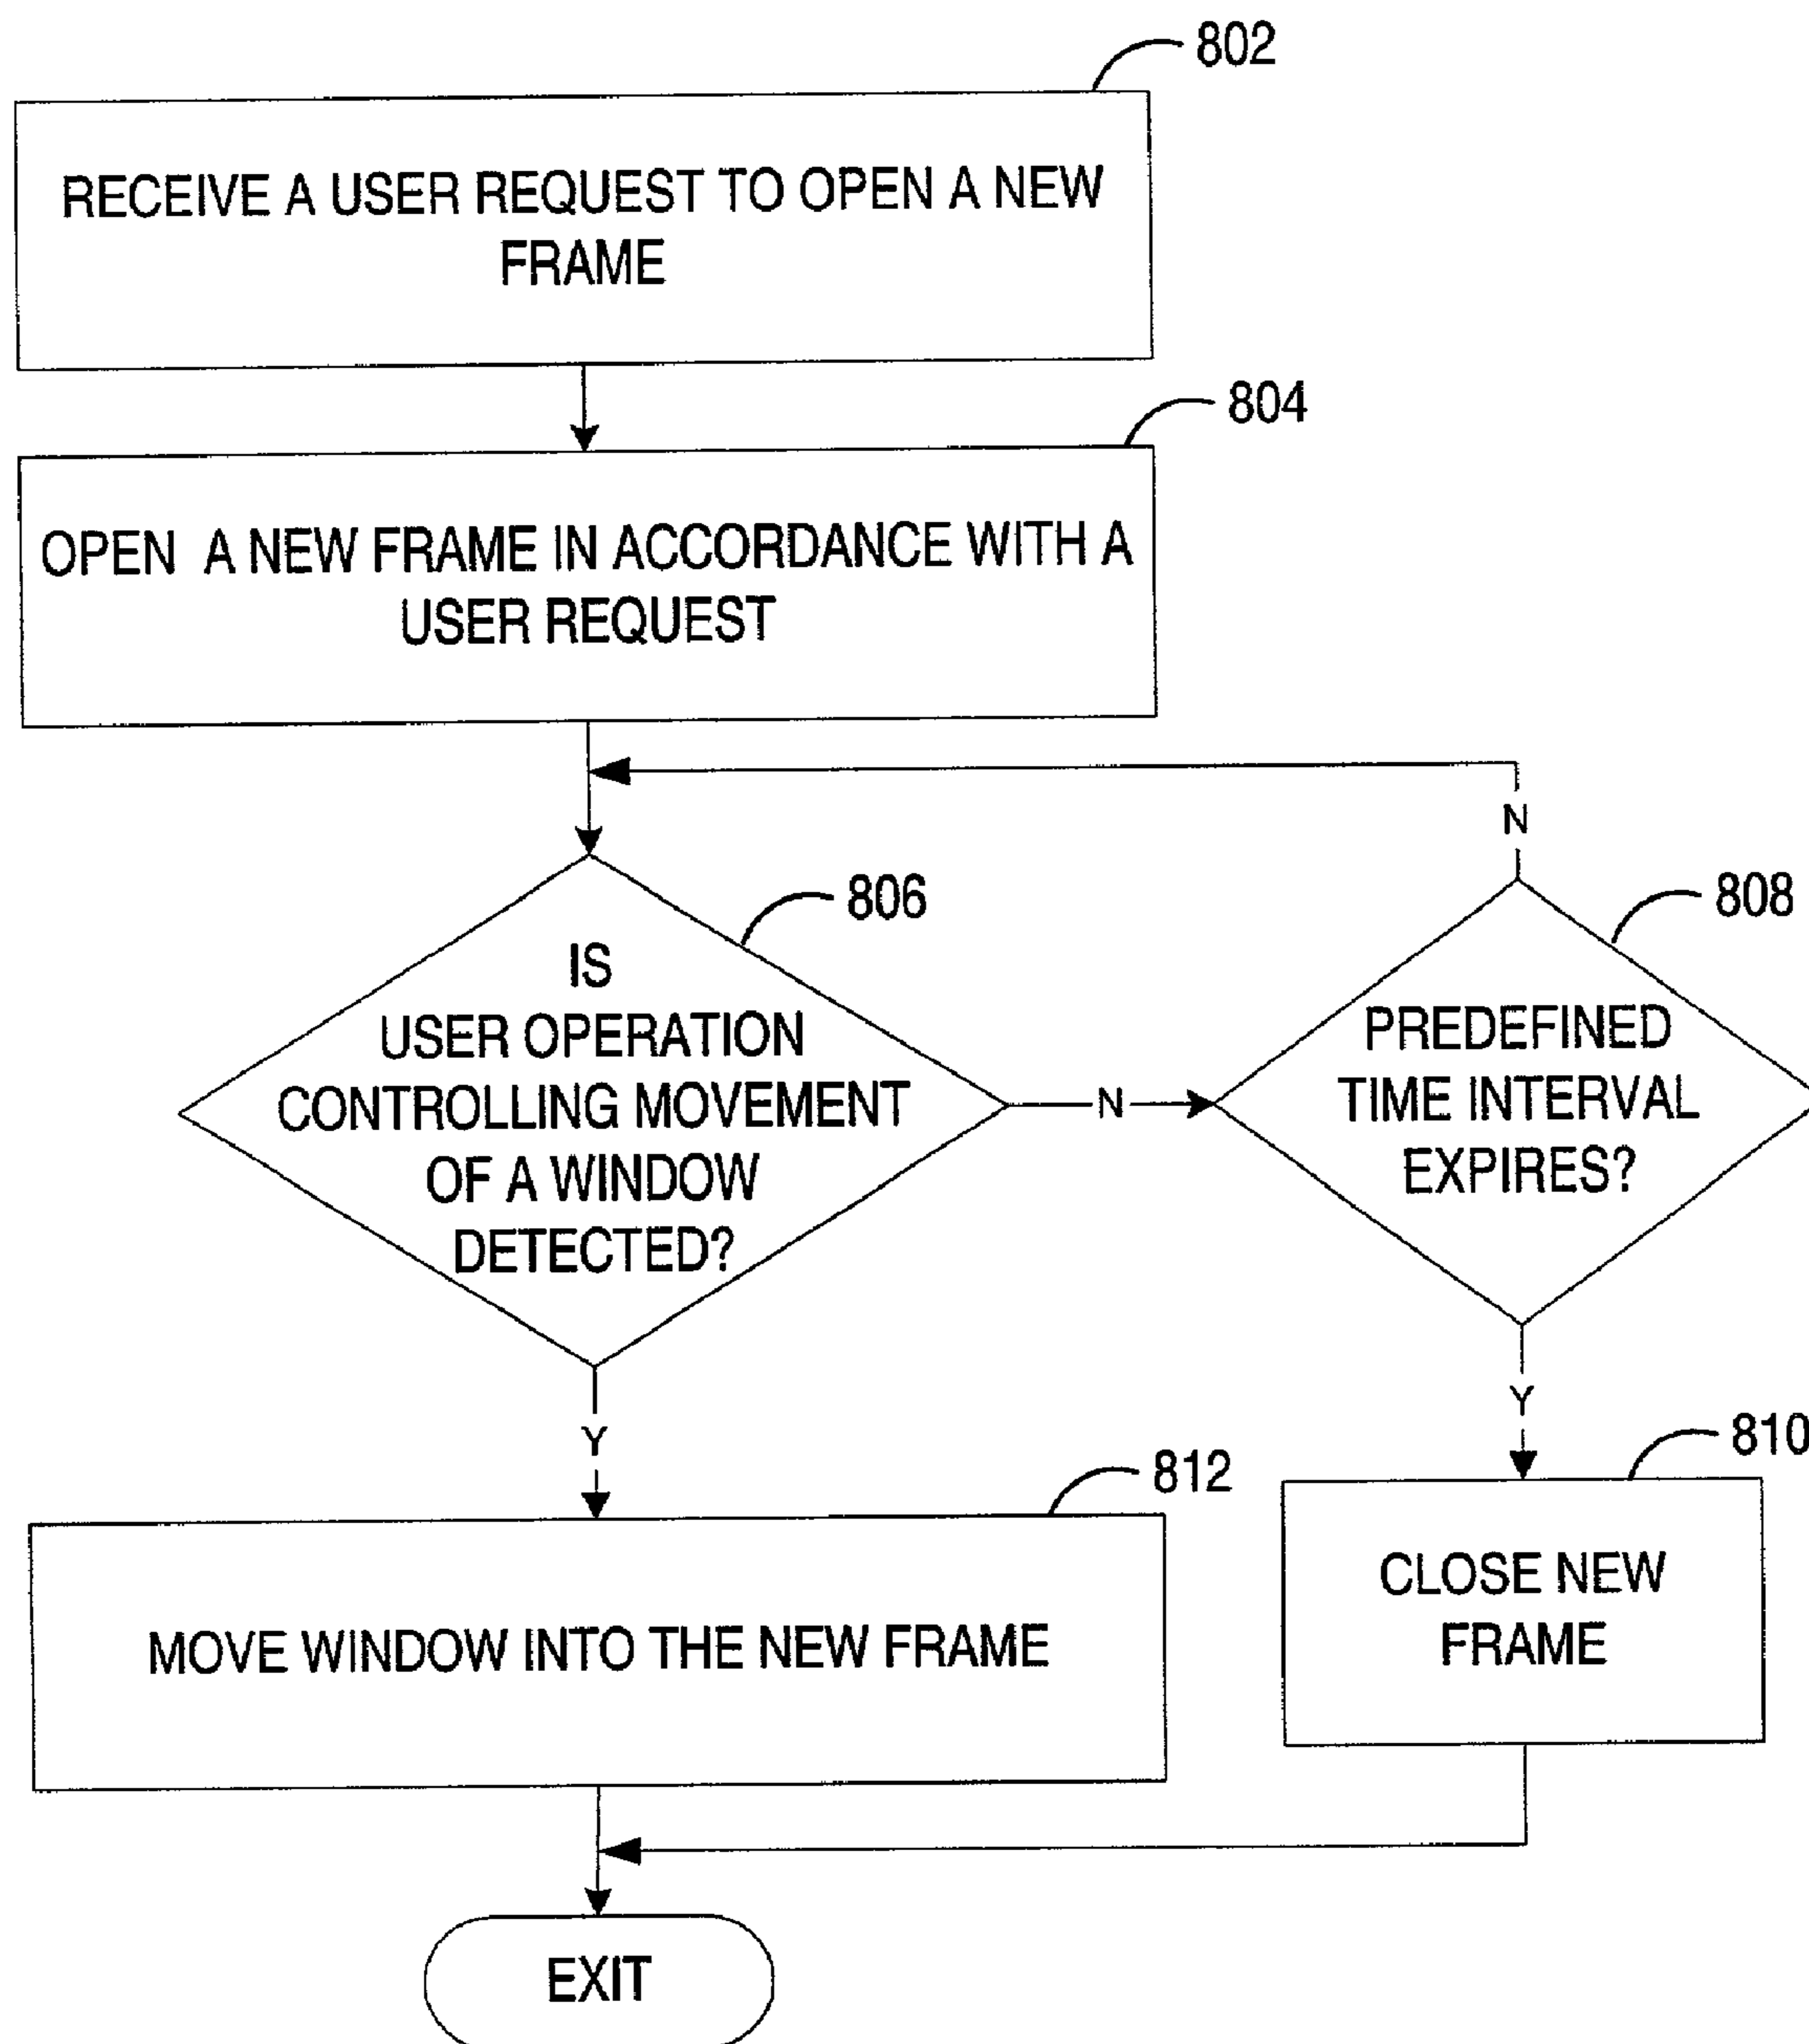 802
RECEIVE A USER REQUEST TO OPEN A NEW
FRAME
804
OPEN A NEW FRAME IN ACCORDANCE WITH A
USER REQUEST
N
806
IS
USER OPERATION
CONTROLLING MOVEMENT
OF A WINDOW
DETECTED?
N
808
PREDEFINED
TIME INTERVAL
EXPIRES?
Y
Y
812
MOVE WINDOW INTO THE NEW FRAME
810
CLOSE NEW
FRAME
EXIT